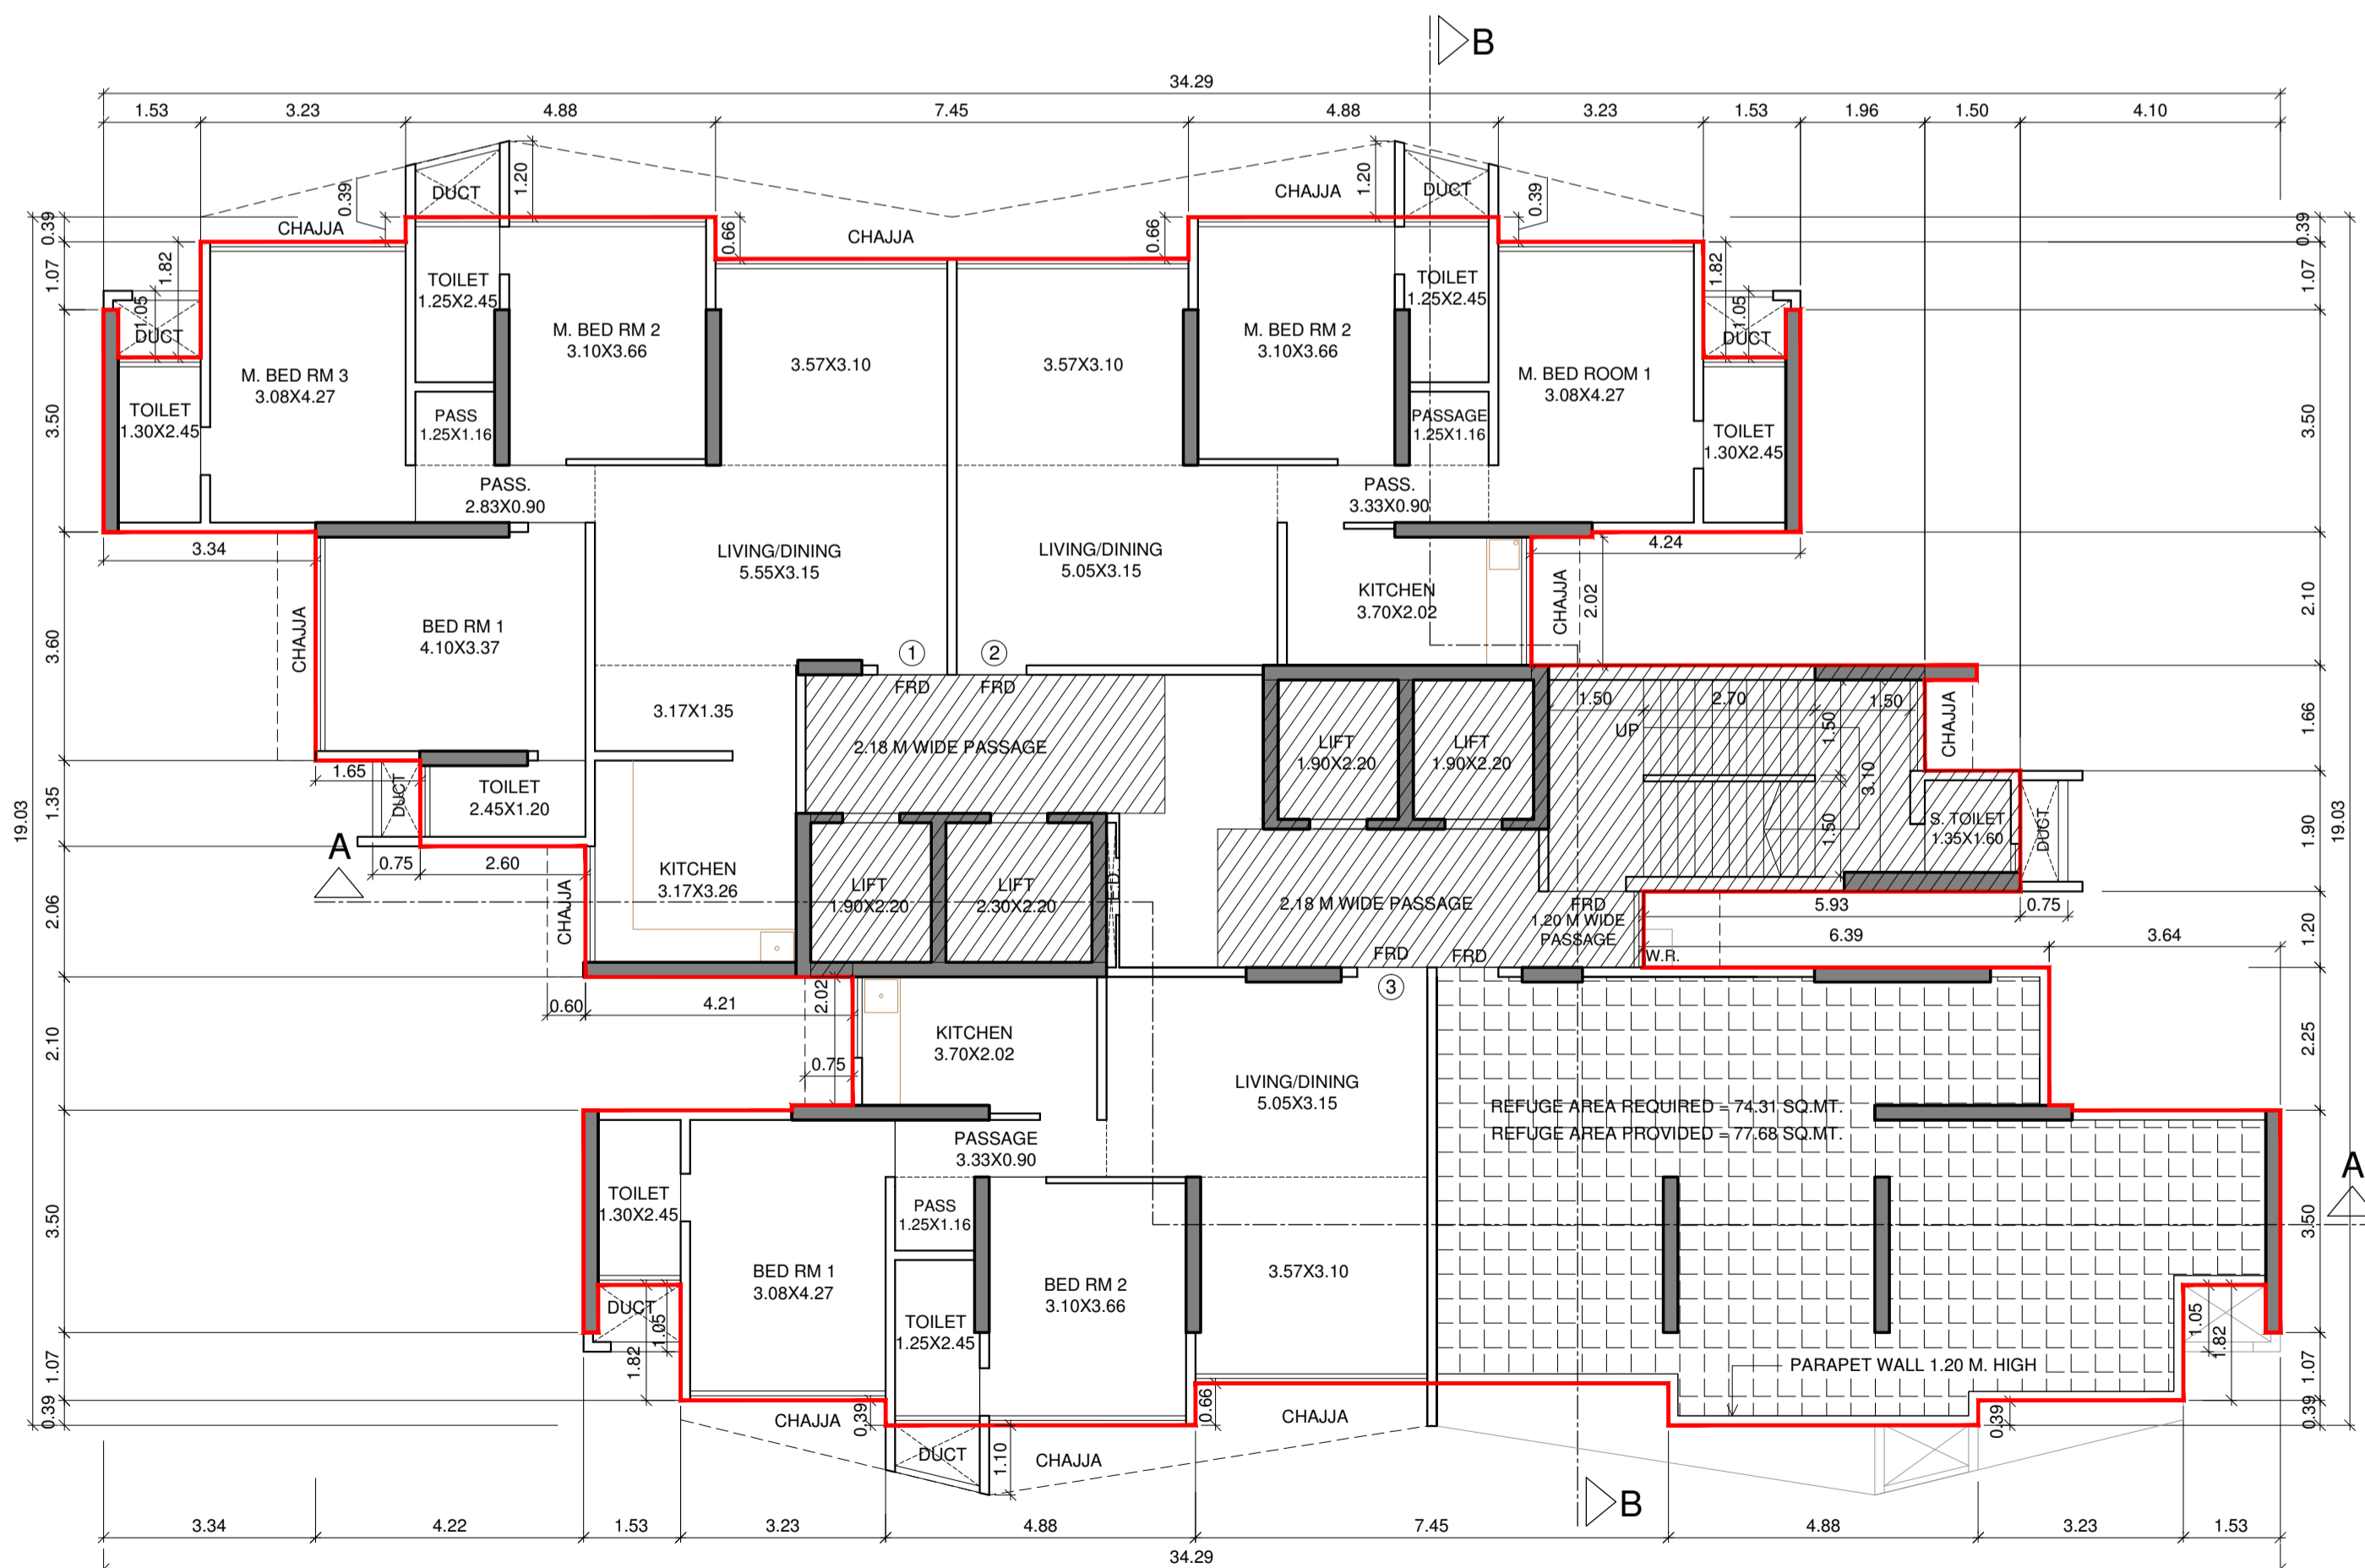 B
34.29
1.53 3.23 4.88 7.45 4.88 3.23 1.53 1.96 1.50 4.10
DUCT 1.20 CHAJJA 1.20 DUCT 0.39
0.39
CHAJJA
0.66 CHAJJA 0.66
0.39 1.07 3.50 3.60 1.35 2.06 2.10 3.50 1.07 0.39
19.03
0.39 1.07 3.50 2.10 1.66 1.90 1.20 2.25 3.50 1.07 0.39
19.03
1.82
1.05
DUCT
TOILET
1.30X2.45
M. BED RM 3
3.08X4.27
TOILET
1.25X2.45
PASS
1.25X1.16
M. BED RM 2
3.10X3.66
3.57X3.10
3.57X3.10
M. BED RM 2
3.10X3.66
TOILET
1.25X2.45
PASSAGE
1.25X1.16
M. BED ROOM 1
3.08X4.27
1.82
1.05
DUCT
TOILET
1.30X2.45
PASS.
2.83X0.90
PASS.
3.33X0.90
3.34
4.24
LIVING/DINING
5.55X3.15
LIVING/DINING
5.05X3.15
KITCHEN
3.70X2.02
CHAJJA
2.02
CHAJJA
BED RM 1
4.10X3.37
1
2
FRD
FRD
3.17X1.35
2.18 M WIDE PASSAGE
LIFT
1.90X2.20
LIFT
1.90X2.20
1.50 2.70 1.50
UP
1.50
3.10
1.50
CHAJJA
S. TOILET
1.35X1.60
DUCT
1.65
DUCT
TOILET
2.45X1.20
A
0.75 2.60
CHAJJA
KITCHEN
3.17X3.26
LIFT
1.90X2.20
LIFT
2.30X2.20
2.18 M WIDE PASSAGE
FRD
1.20 M WIDE
PASSAGE
5.93 0.75
6.39 3.64
FRD
FRD
W.R.
3
0.60 4.21
2.02
0.75
KITCHEN
3.70X2.02
LIVING/DINING
5.05X3.15
REFUGE AREA REQUIRED = 74.31 SQ.MT.
REFUGE AREA PROVIDED = 77.68 SQ.MT.
PASSAGE
3.33X0.90
A
TOILET
1.30X2.45
PASS
1.25X1.16
BED RM 1
3.08X4.27
BED RM 2
3.10X3.66
3.57X3.10
DUCT
1.05
1.82
TOILET
1.25X2.45
1.05
1.82
PARAPET WALL 1.20 M. HIGH
CHAJJA
0.39
0.66
CHAJJA
0.39
DUCT
1.10
CHAJJA
B
3.34 4.22 1.53 3.23 4.88 7.45 4.88 3.23 1.53
34.29